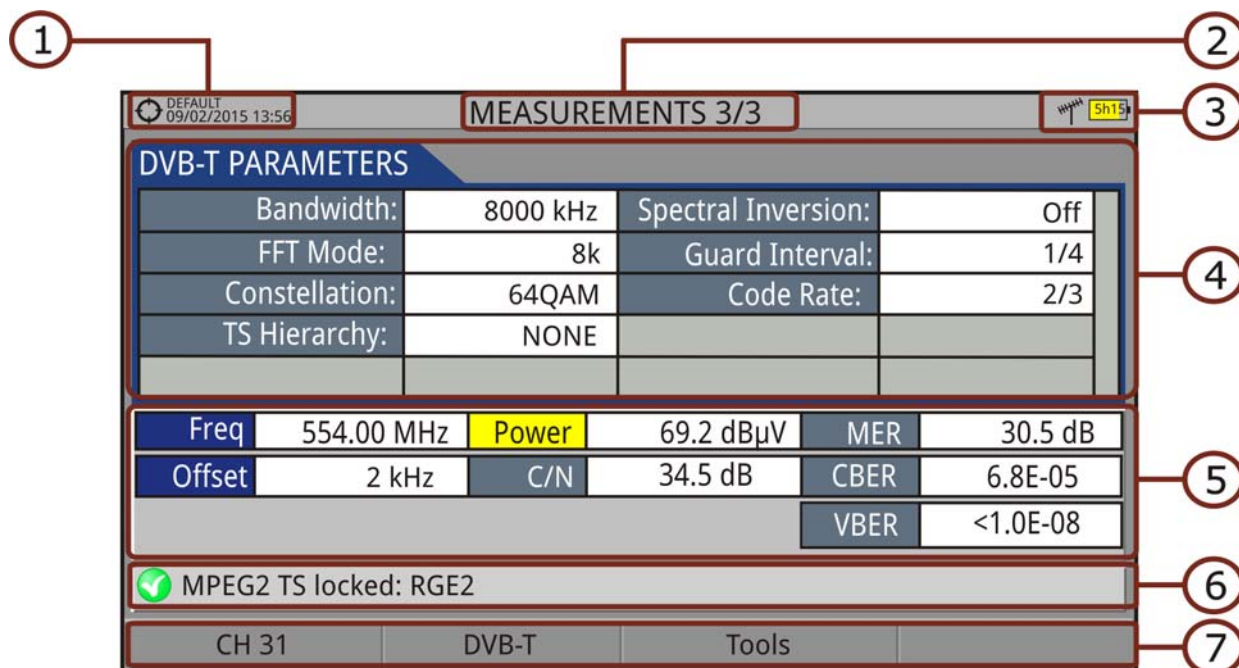 1
2
DEFAULT
09/02/2015 13:56
MEASUREMENTS 3/3
5h15
3
DVB-T PARAMETERS
Bandwidth: 8000 kHz Spectral Inversion: Off
FFT Mode: 8k Guard Interval: 1/4
Constellation: 64QAM Code Rate: 2/3
TS Hierarchy: NONE
4
Freq 554.00 MHz Power 69.2 dBµV MER 30.5 dB
Offset 2 kHz C/N 34.5 dB CBER 6.8E-05
VBER <1.0E-08
5
MPEG2 TS locked: RGE2
6
CH 31 DVB-T Tools
7